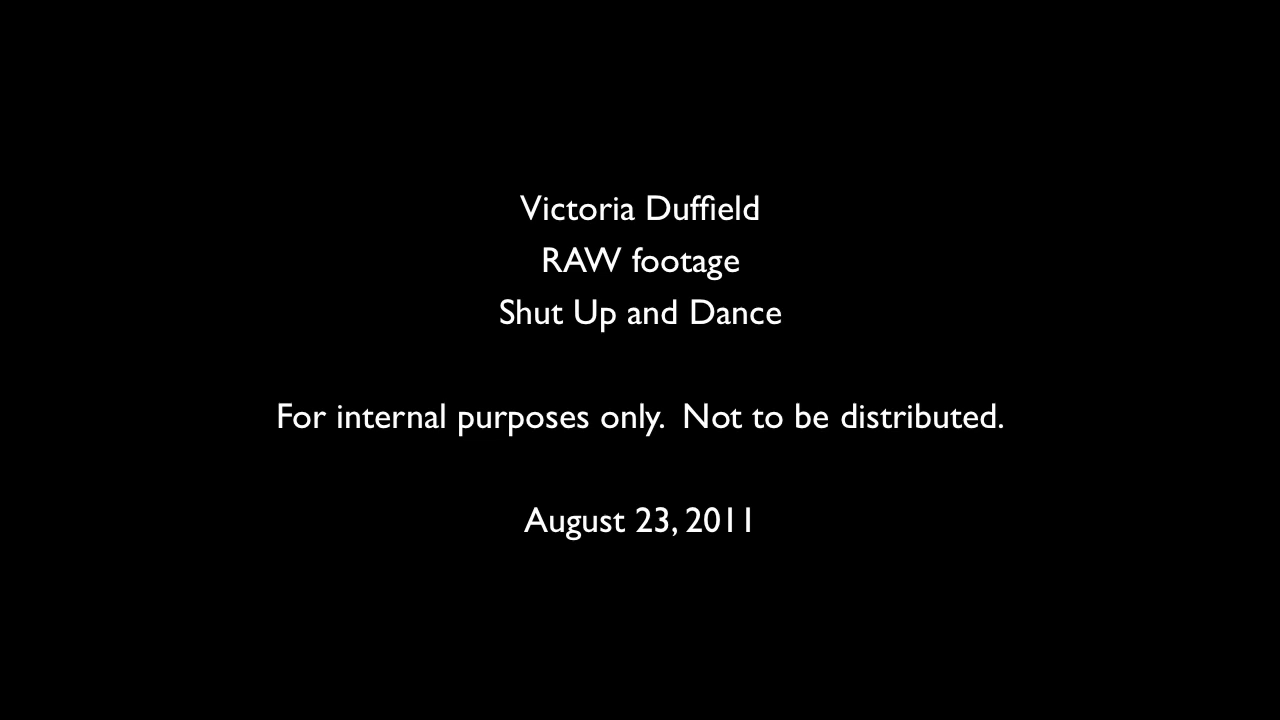 Victoria Duffield
RAW footage
Shut Up and Dance
For internal purposes only.  Not to be distributed.
August 23, 2011